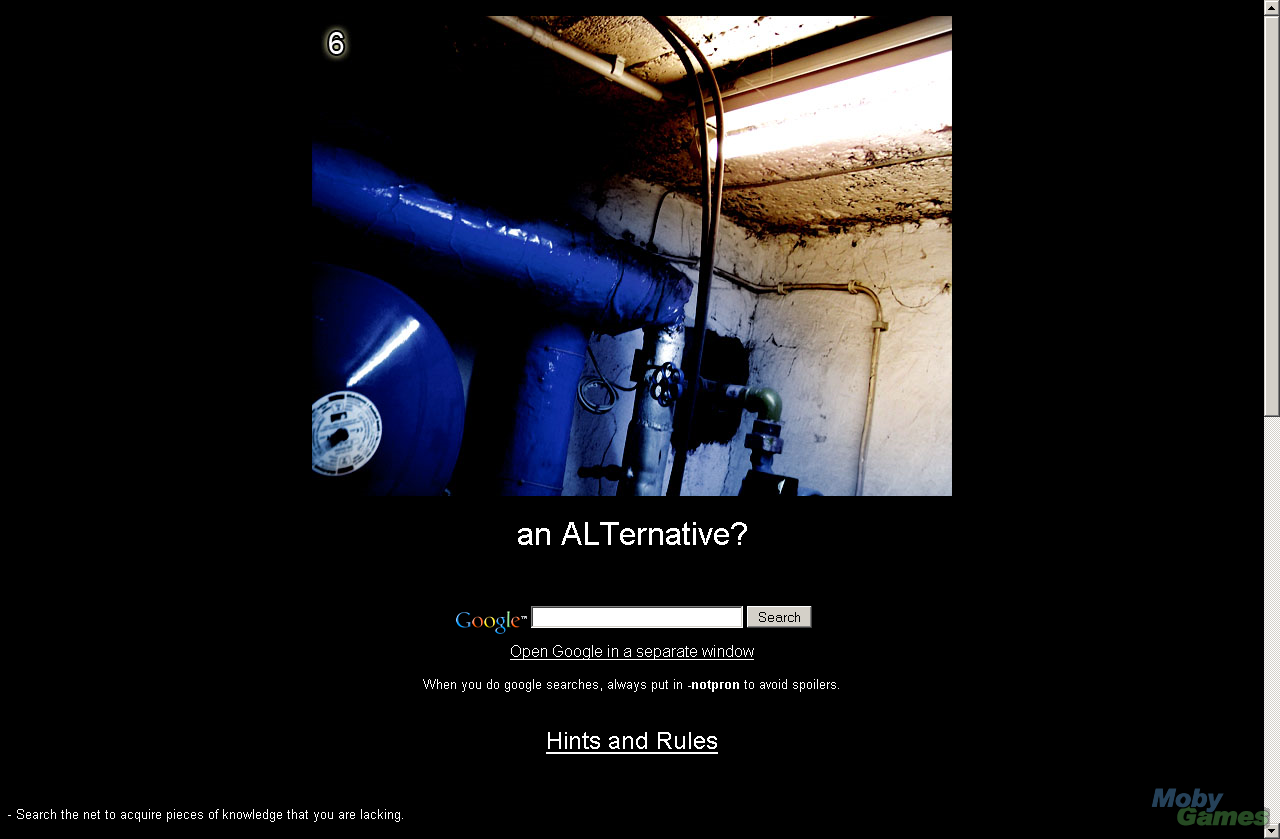 6
an ALTernative?
Google™ Search
Open Google in a separate window
When you do google searches, always put in -notpron to avoid spoilers.
Hints and Rules
- Search the net to acquire pieces of knowledge that you are lacking.
Moby
Games